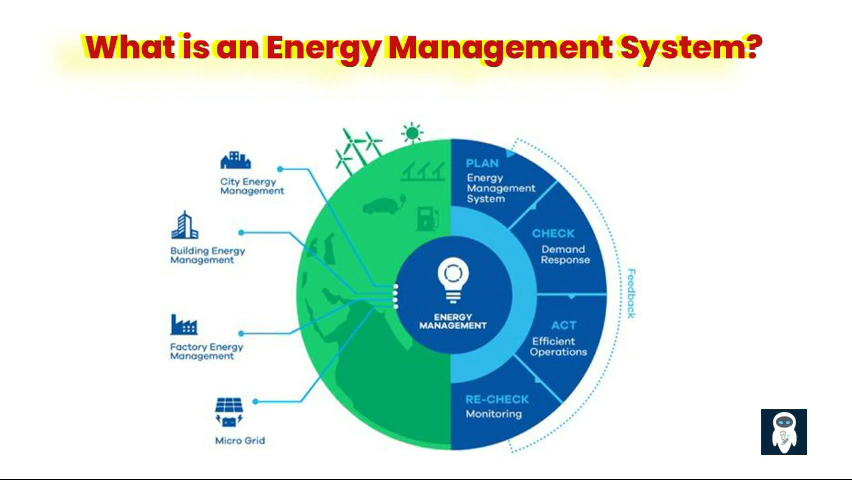 What is an Energy Management System?
City Energy
Management
Building Energy
Management
Factory Energy
Management
Micro Grid
ENERGY
MANAGEMENT
PLAN
Energy
Management
System
CHECK
Demand
Response
ACT
Efficient
Operations
RE-CHECK
Monitoring
Feedback